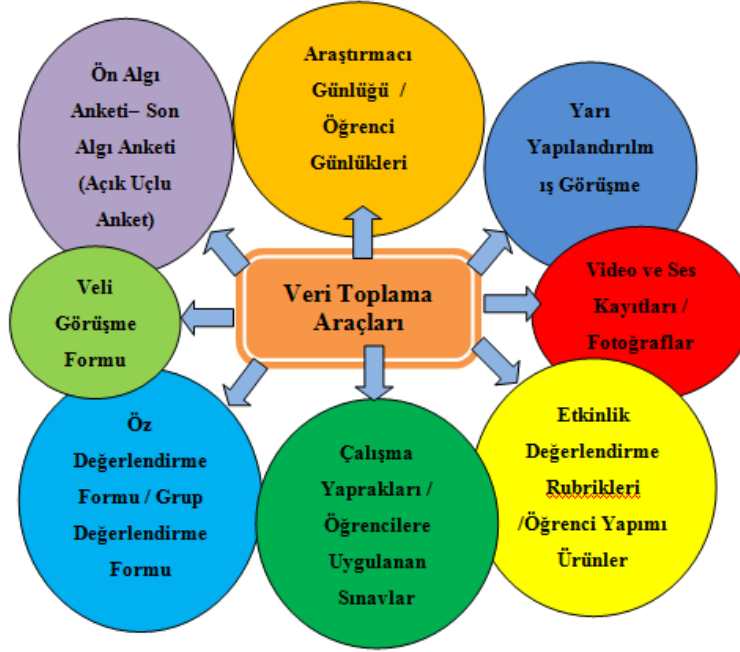 Ön Algı
Anketi– Son
Algı Anketi
(Açık Uçlu
Anket)
Araştırmacı
Günlüğü /
Öğrenci
Günlükleri
Yarı
Yapılandırılm
ış Görüşme
Veli
Görüşme
Formu
Veri Toplama
Araçları
Video ve Ses
Kayıtları /
Fotoğraflar
Öz
Değerlendirme
Formu / Grup
Değerlendirme
Formu
Çalışma
Yaprakları /
Öğrencilere
Uygulanan
Sınavlar
Etkinlik
Değerlendirme
Rubrikleri
/Öğrenci Yapımı
Ürünler